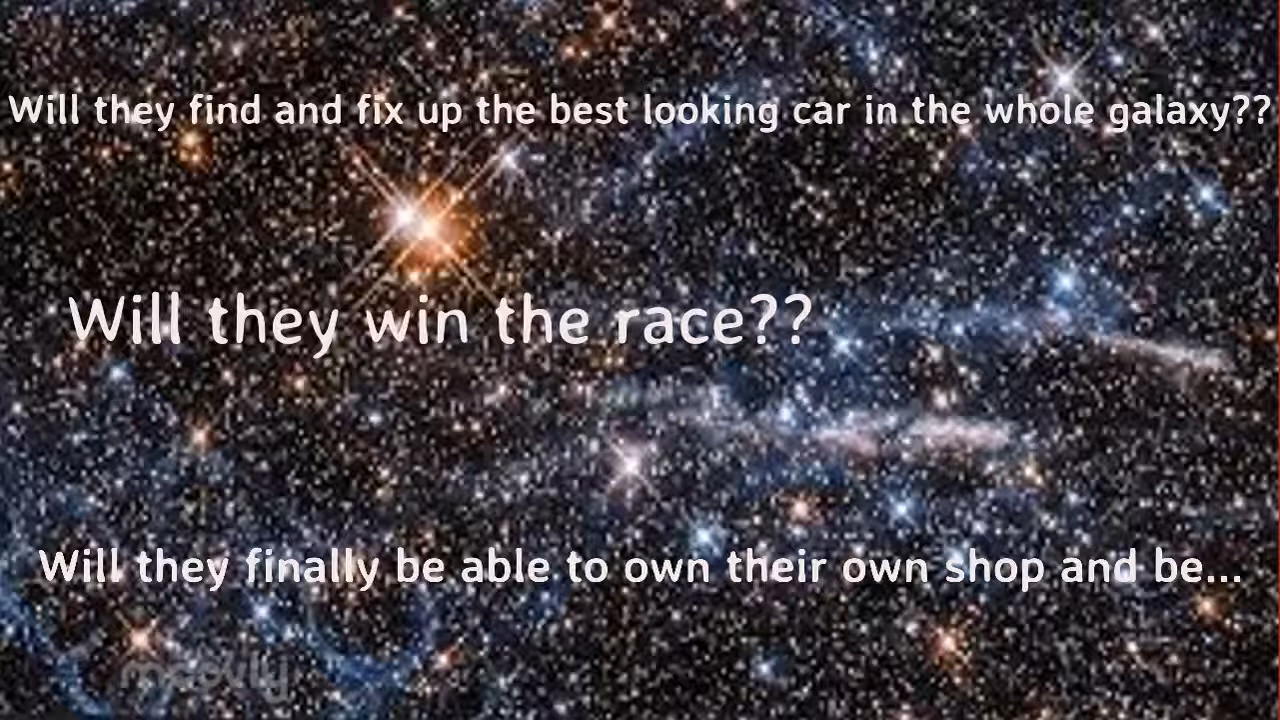 Will they find and fix up the best looking car in the whole galaxy??
Will they win the race??
Will they finally be able to own their own shop and be...